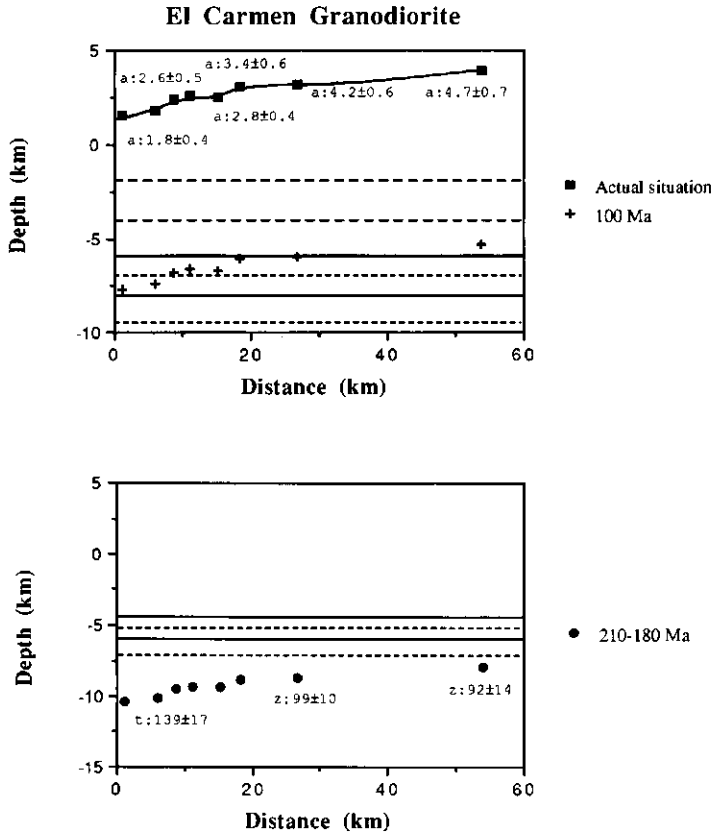 El Carmen Granodiorite
5
a:3.4±0.6
a:2.6±0.5
a:4.2±0.6
a:4.7±0.7
a:2.8±0.4
a:1.8±0.4
0
-5
-10
Depth (km)
0
20
40
60
Distance (km)
Actual situation
100 Ma
5
0
-5
-10
-15
Depth (km)
t:139±17
z:99±10
z:92±14
0
20
40
60
Distance (km)
210-180 Ma